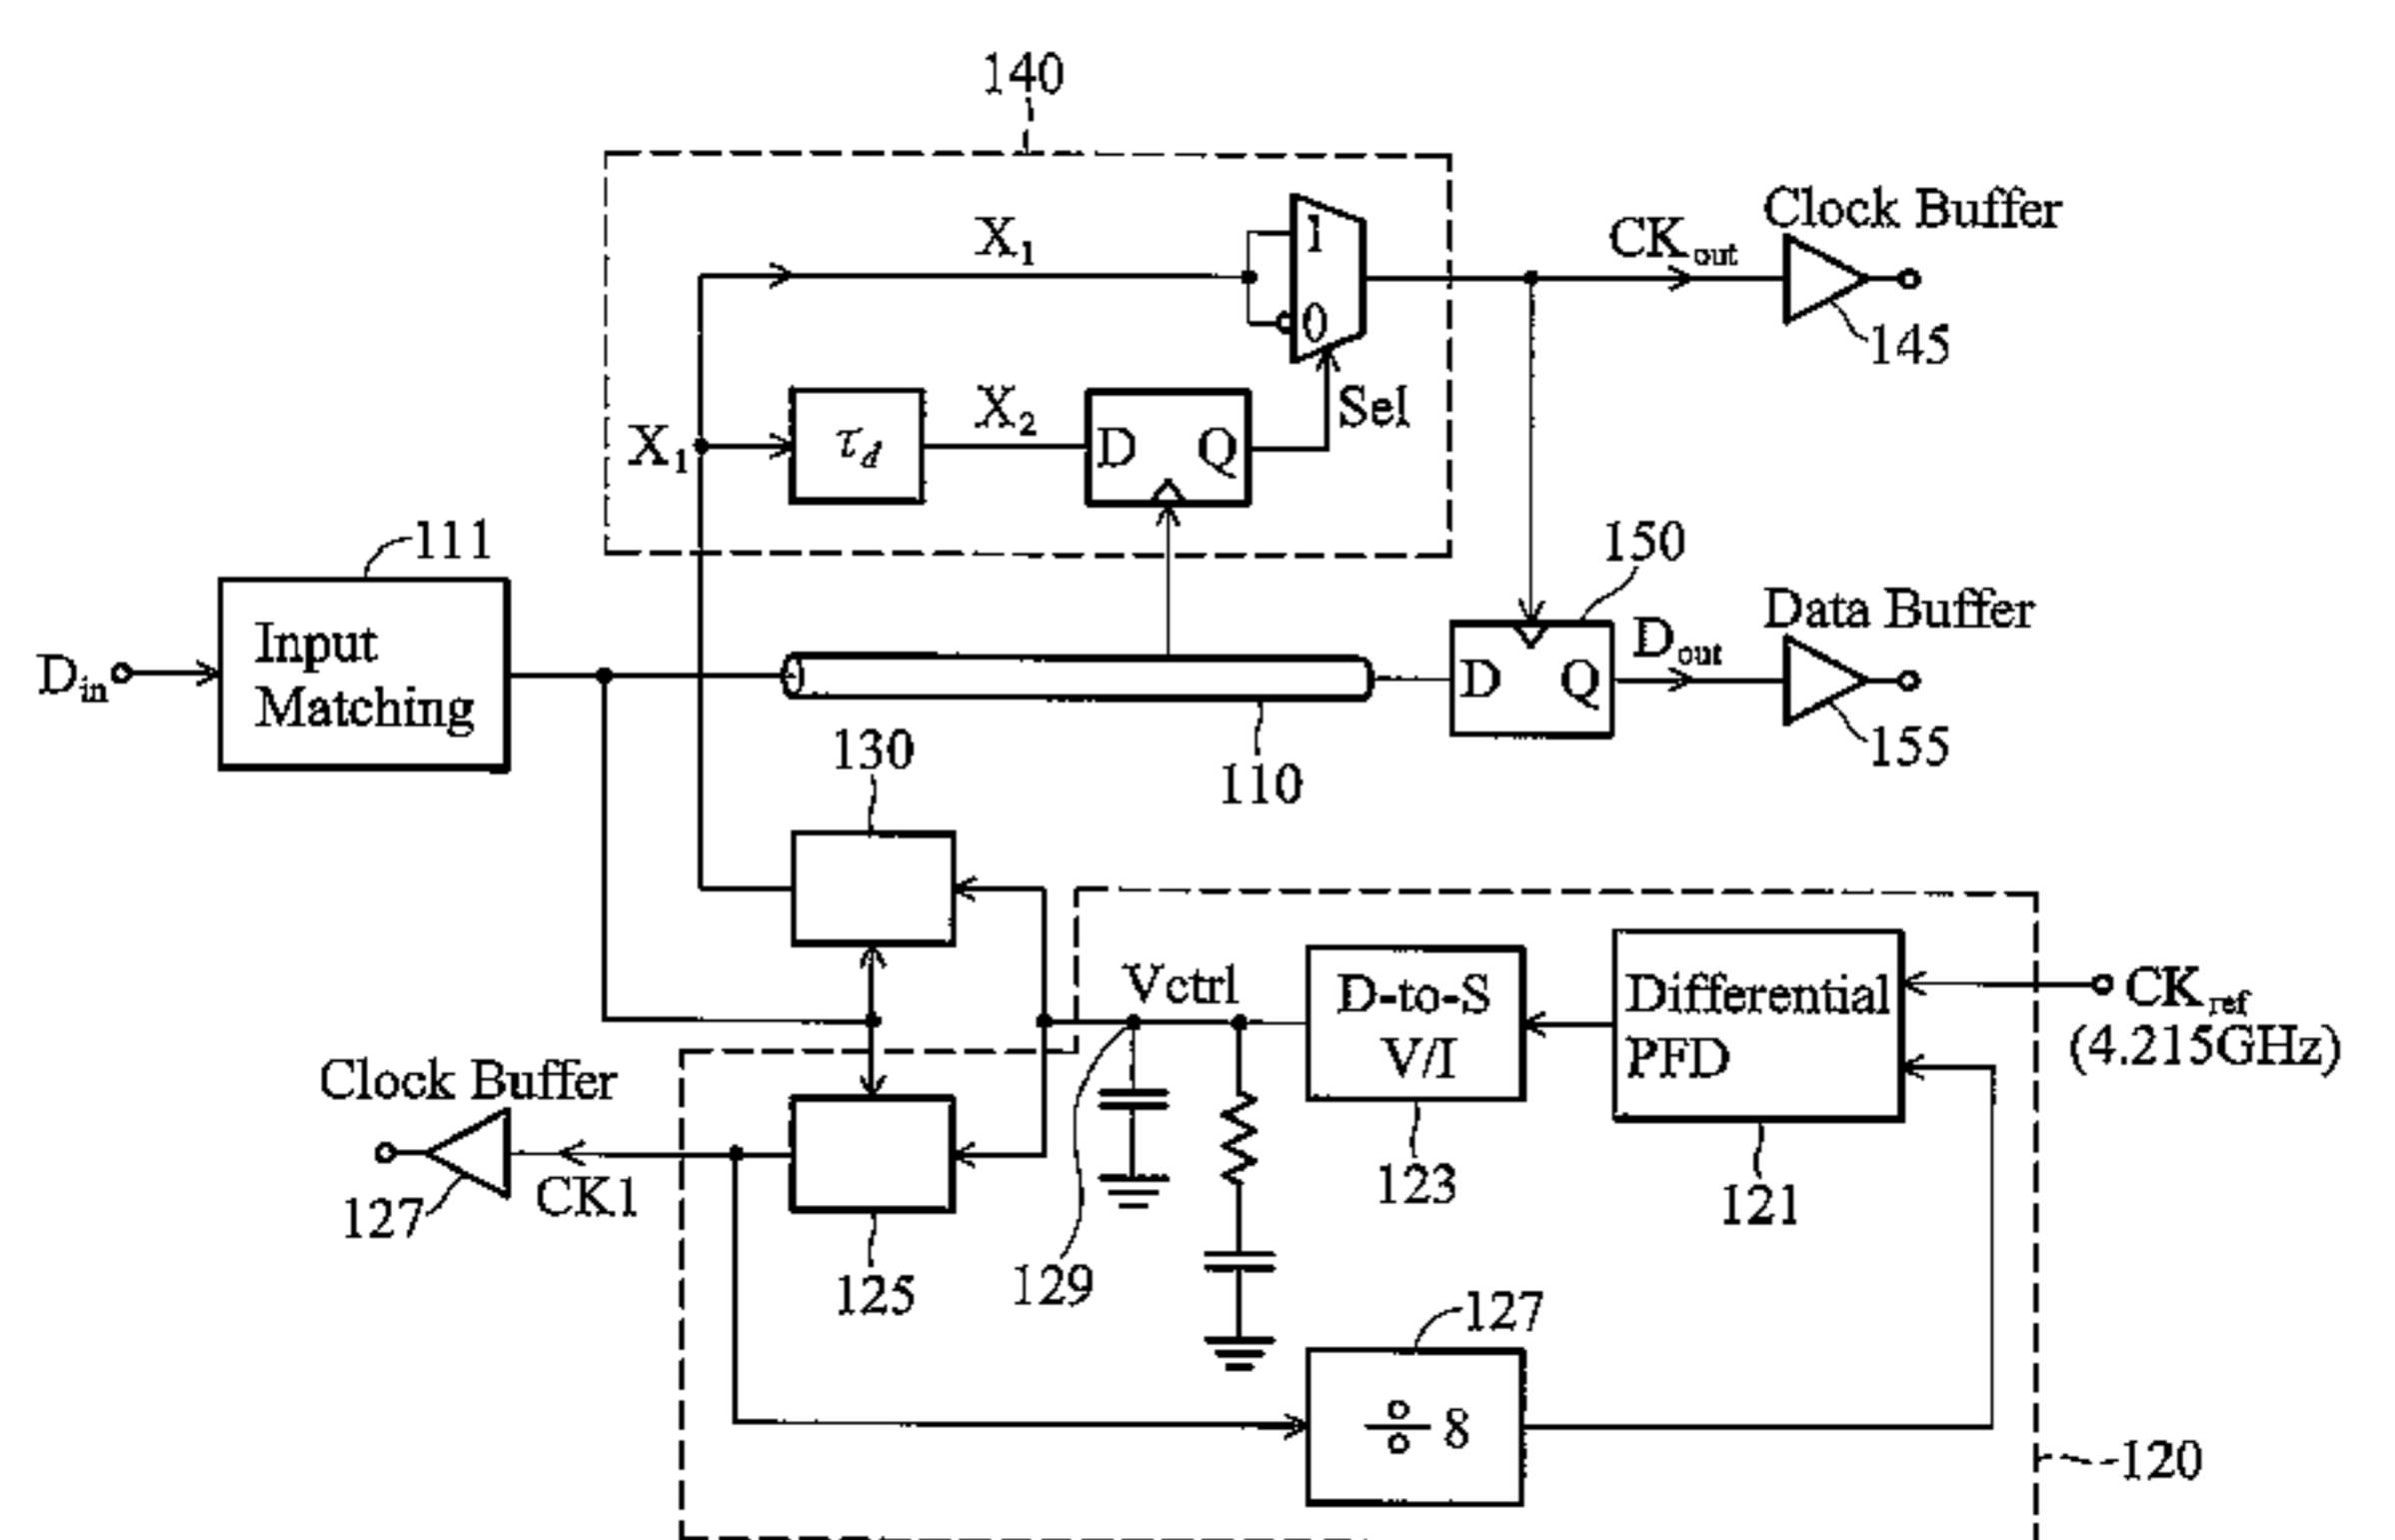 140
X1
1
0
CKout
Clock Buffer
145
X1
τd
X2
D Q
Sel
111
Din
Input
Matching
110
150
D Q
Dout
Data Buffer
155
130
Vctrl
D-to-S
V/I
123
Differential
PFD
121
CKref
(4.215GHz)
Clock Buffer
127
CK1
125
129
127
÷ 8
120